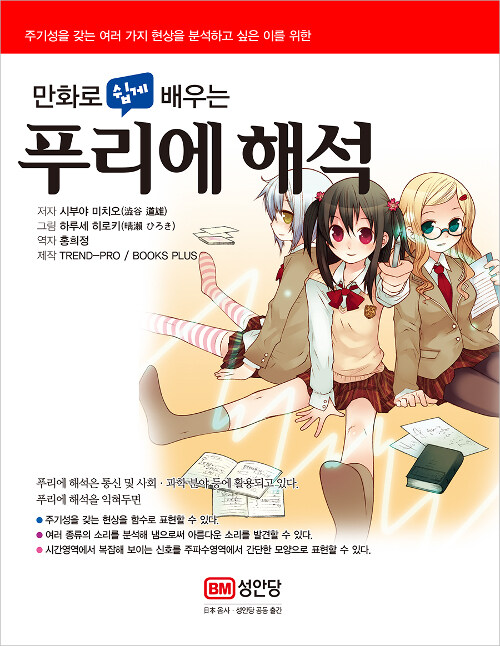 주기성을 갖는 여러 가지 현상을 분석하고 싶은 이를 위한
만화로 쉽게 배우는
푸리에 해석
저자 시부야 미치오(澁谷 道雄)
그림 하루세 히로키(晴瀬 ひろき)
역자 홍희정
제작 TREND-PRO / BOOKS PLUS
푸리에 해석은 통신 및 사회·과학 분야 등에 활용되고 있다.
푸리에 해석을 익혀두면
● 주기성을 갖는 현상을 함수로 표현할 수 있다.
● 여러 종류의 소리를 분석해 냄으로써 아름다운 소리를 발견할 수 있다.
● 시간영역에서 복잡해 보이는 신호를 주파수영역에서 간단한 모양으로 표현할 수 있다.
BM 성안당
日本 옴사·성안당 공동 출간